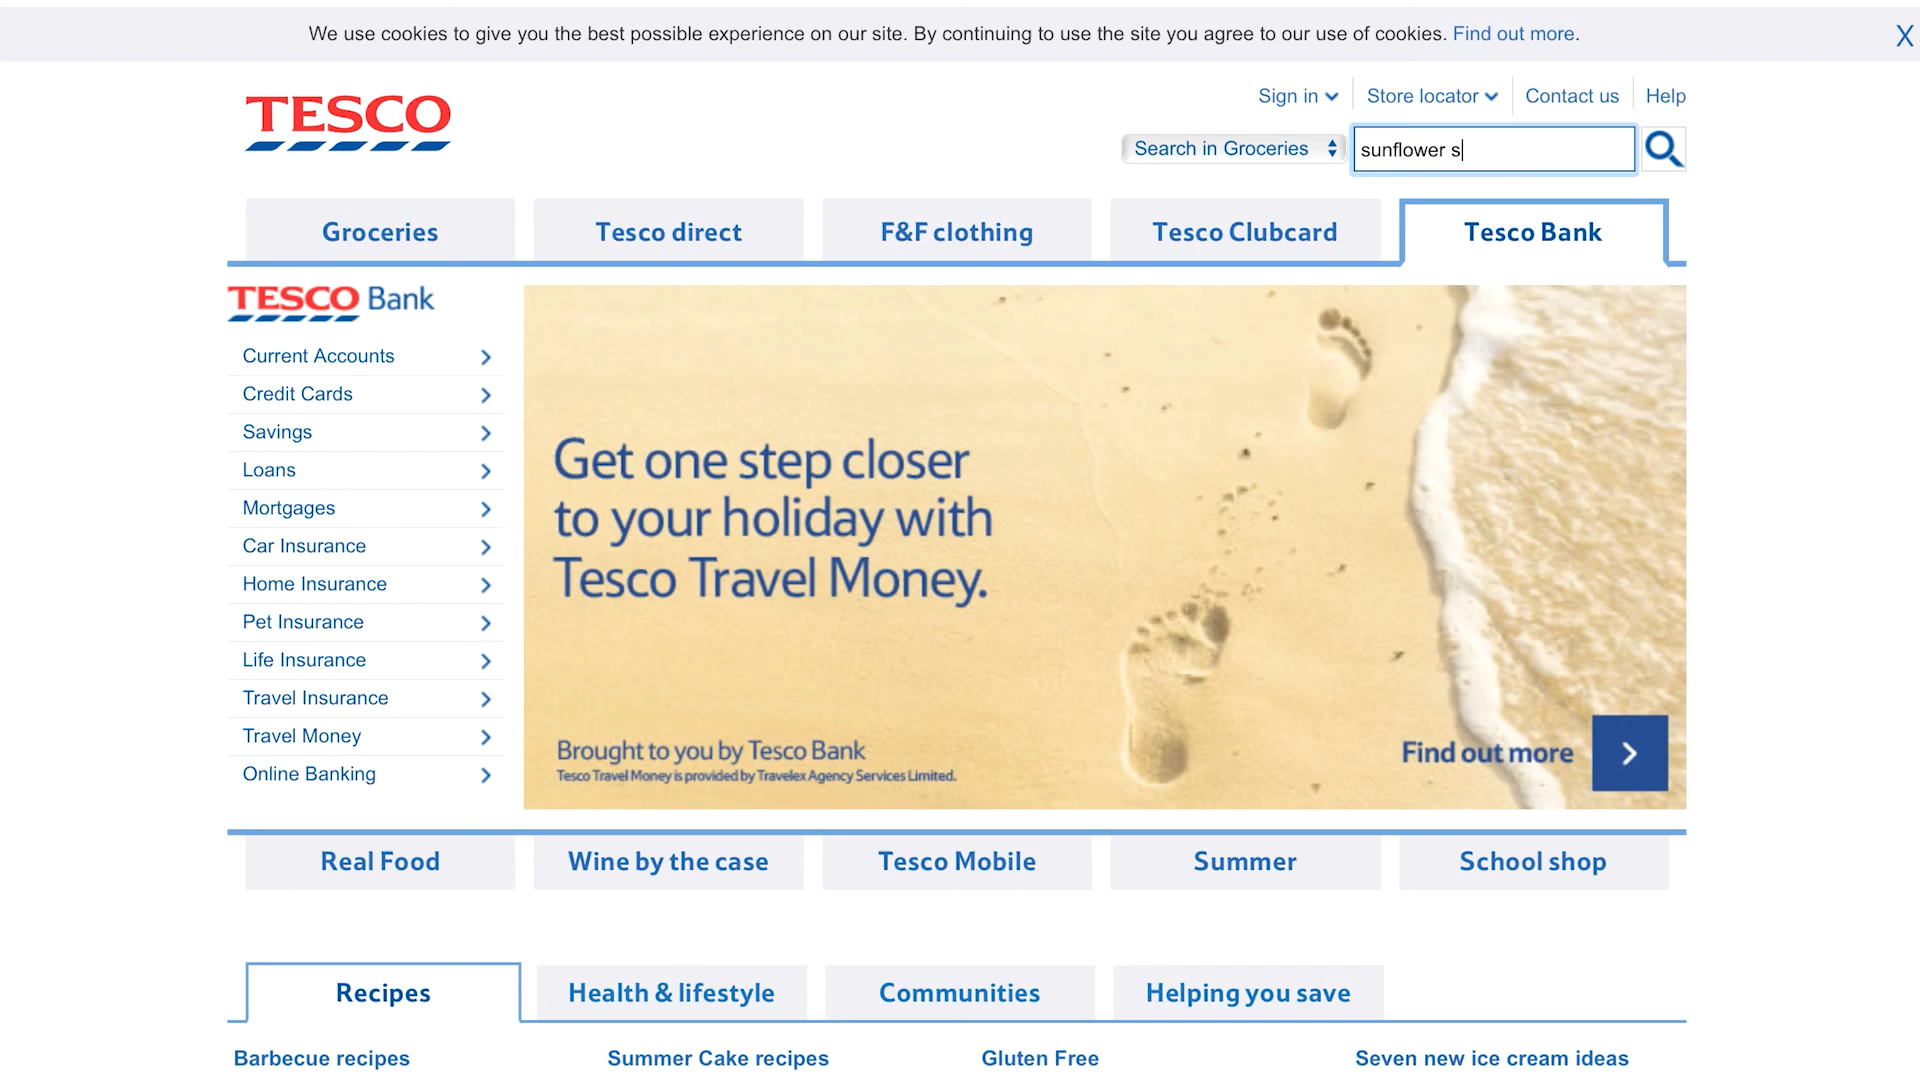 We use cookies to give you the best possible experience on our site. By continuing to use the site you agree to our use of cookies. Find out more.
X
TESCO
Sign in
Store locator
Contact us
Help
Search in Groceries
sunflower s
Groceries
Tesco direct
F&F clothing
Tesco Clubcard
Tesco Bank
TESCO Bank
Current Accounts
Credit Cards
Savings
Loans
Mortgages
Car Insurance
Home Insurance
Pet Insurance
Life Insurance
Travel Insurance
Travel Money
Online Banking
Get one step closer
to your holiday with
Tesco Travel Money.
Brought to you by Tesco Bank
Tesco Travel Money is provided by Travelex Agency Services Limited.
Find out more
Real Food
Wine by the case
Tesco Mobile
Summer
School shop
Recipes
Health & lifestyle
Communities
Helping you save
Barbecue recipes
Summer Cake recipes
Gluten Free
Seven new ice cream ideas